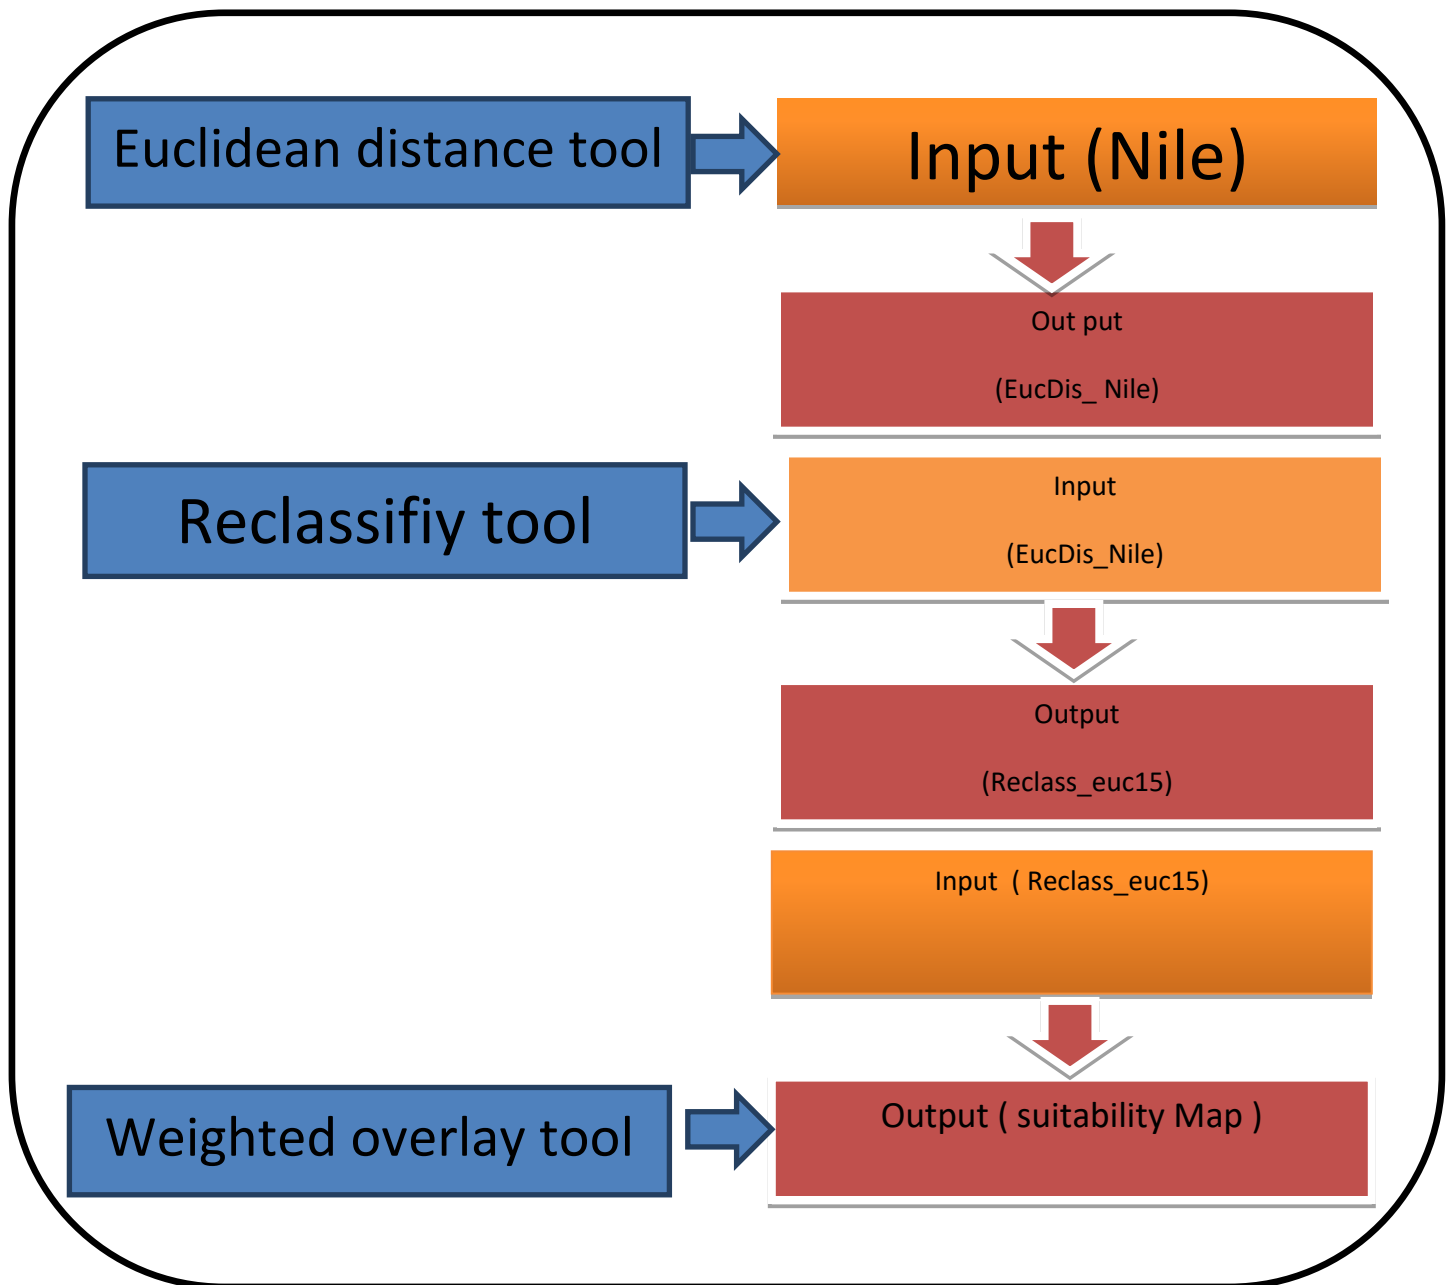 Euclidean distance tool
Input (Nile)
Out put
(EucDis_ Nile)
Reclassifiy tool
Input
(EucDis_Nile)
Output
(Reclass_euc15)
Input ( Reclass_euc15)
Weighted overlay tool
Output ( suitability Map )